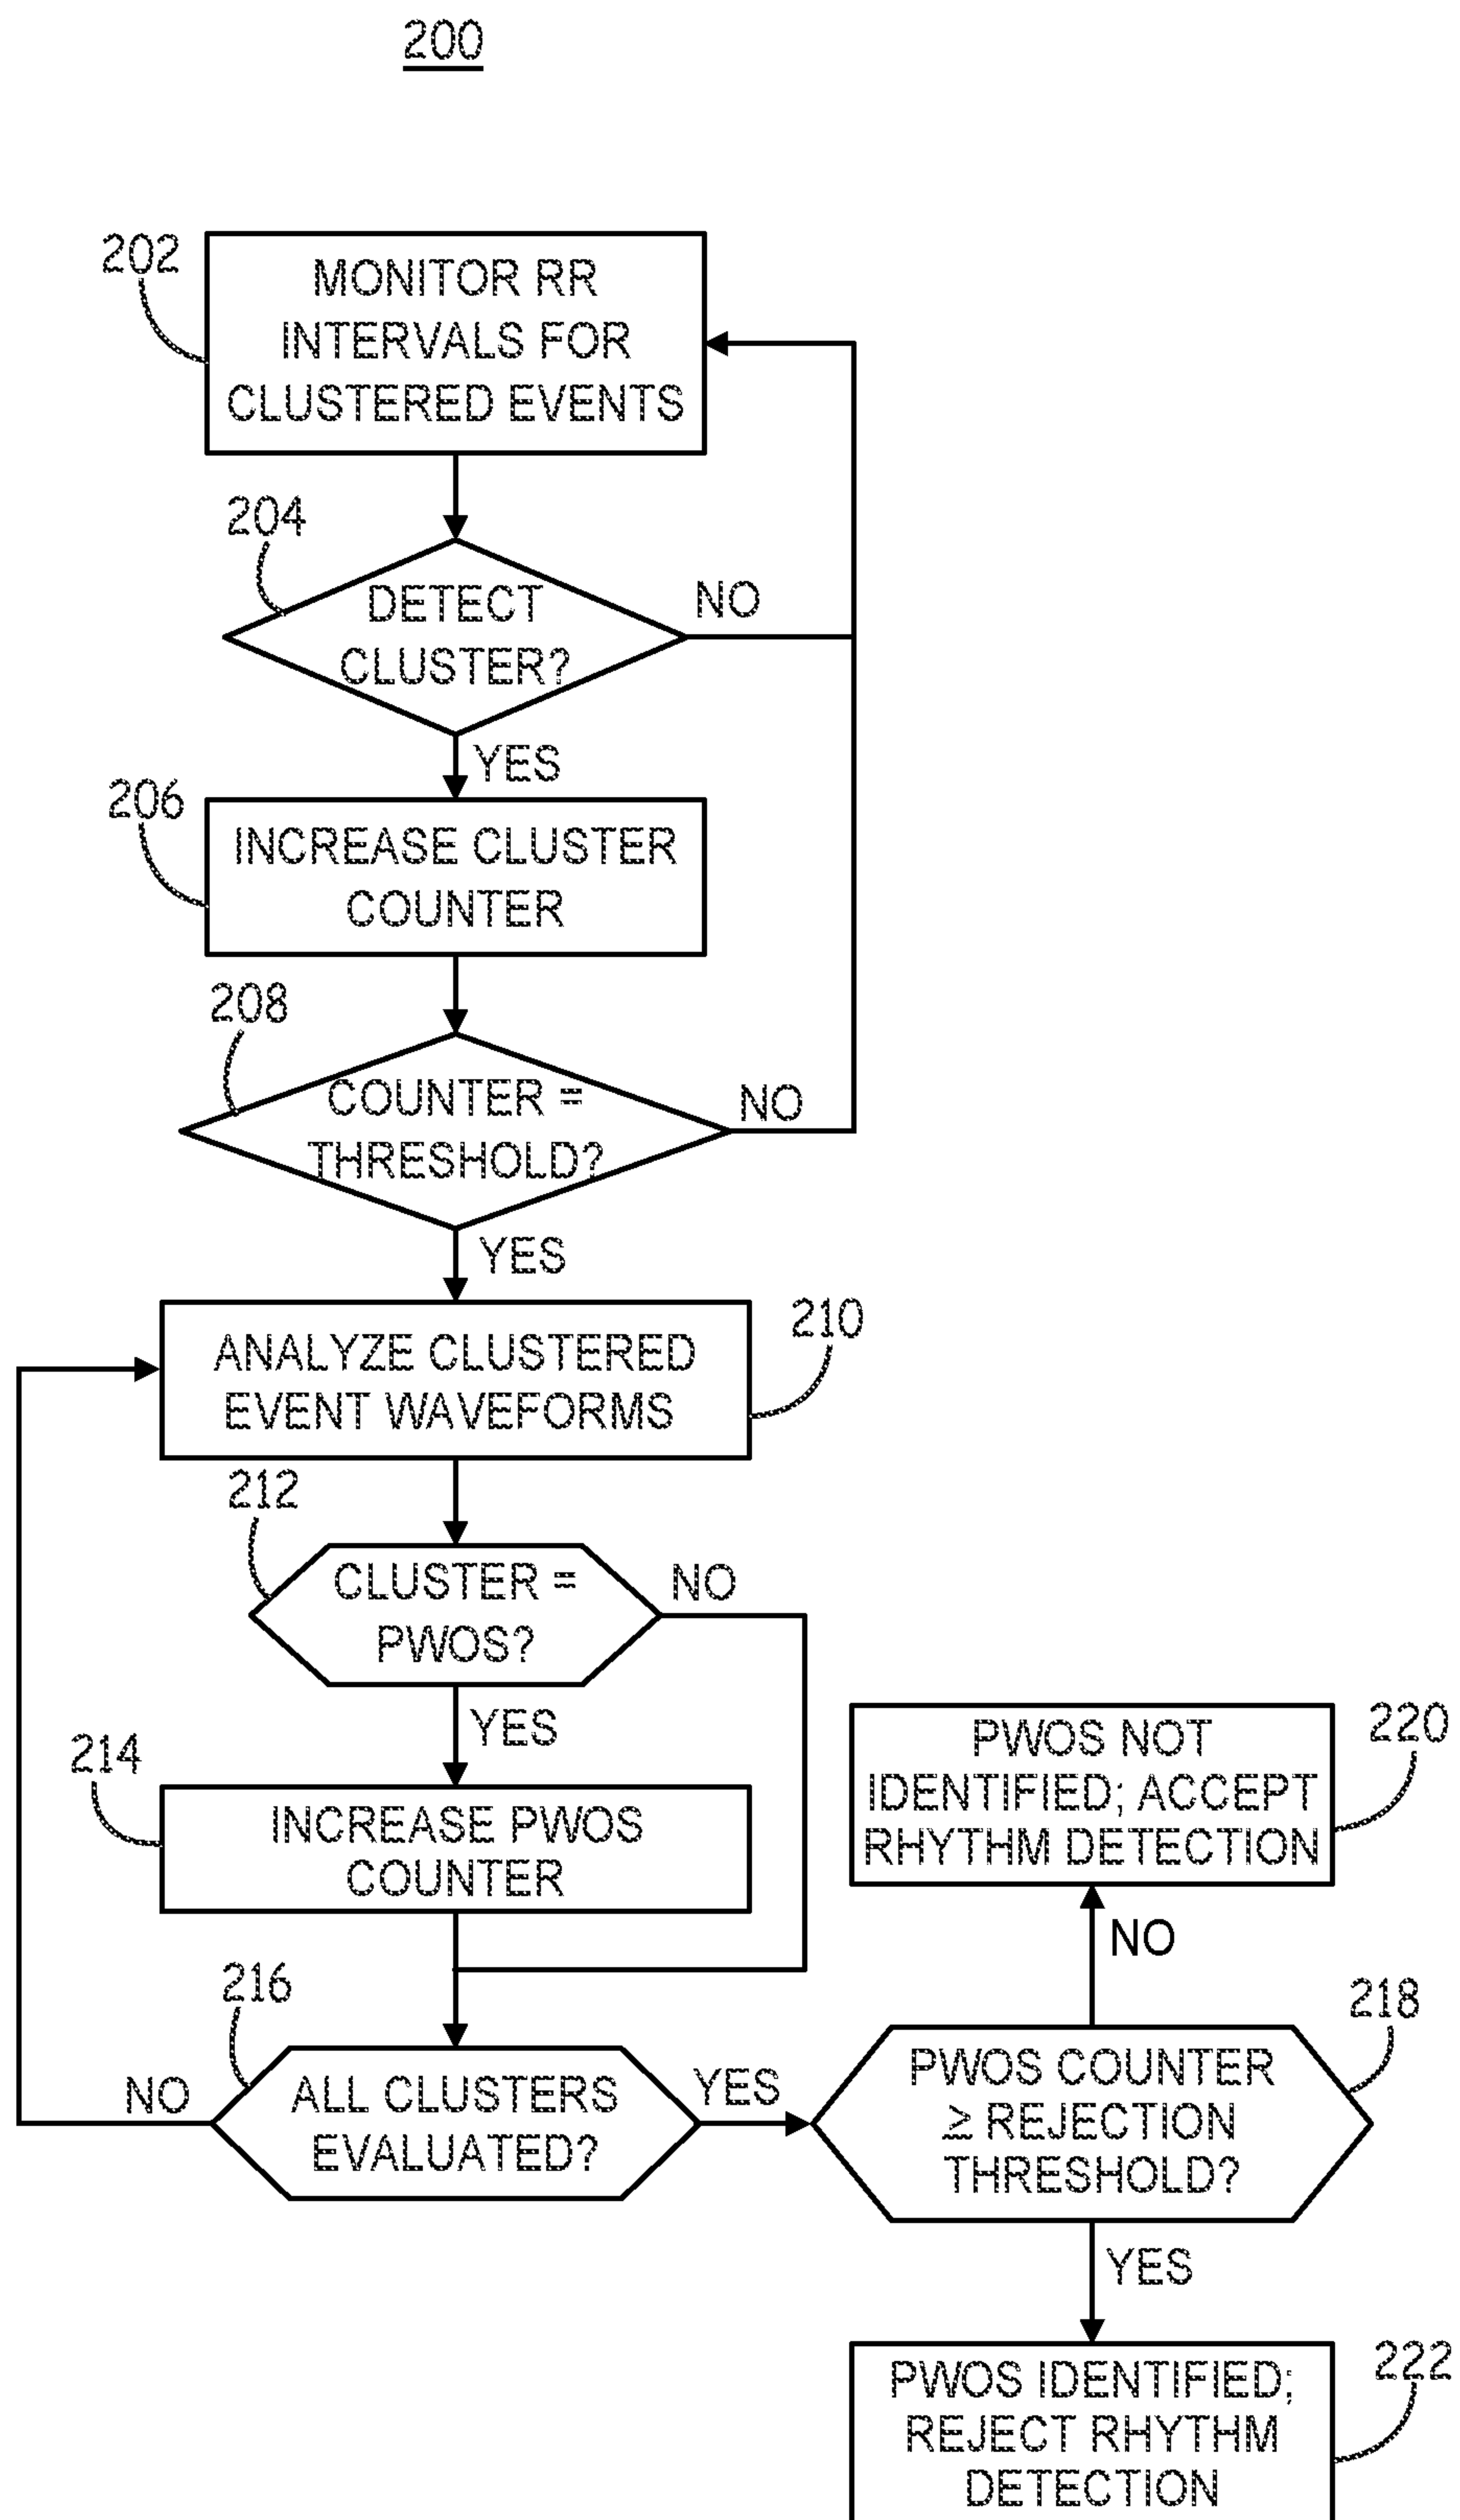 200
202
MONITOR RR
INTERVALS FOR
CLUSTERED EVENTS
204
DETECT
CLUSTER?
NO
YES
206
INCREASE CLUSTER
COUNTER
208
COUNTER =
THRESHOLD?
NO
YES
210
ANALYZE CLUSTERED
EVENT WAVEFORMS
212
CLUSTER =
PWOS?
NO
YES
214
INCREASE PWOS
COUNTER
216
ALL CLUSTERS
EVALUATED?
NO
YES
218
PWOS COUNTER
≥ REJECTION
THRESHOLD?
NO
220
PWOS NOT
IDENTIFIED; ACCEPT
RHYTHM DETECTION
YES
222
PWOS IDENTIFIED;
REJECT RHYTHM
DETECTION